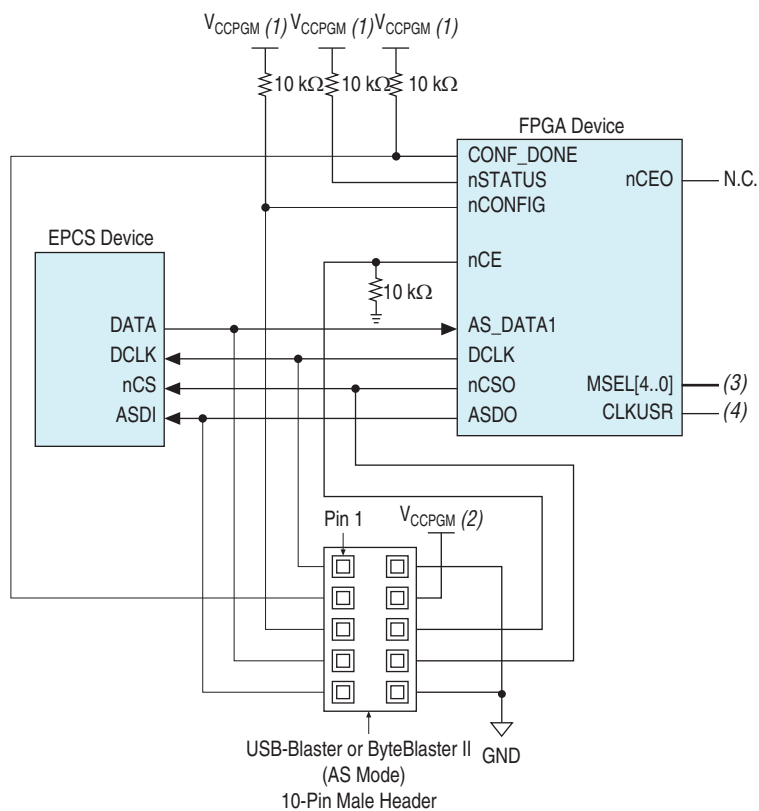 VCCPGM (1) VCCPGM (1) VCCPGM (1)
10 kΩ 10 kΩ 10 kΩ
FPGA Device
CONF_DONE
nSTATUS
nCONFIG
nCEO
N.C.
EPCS Device
nCE
10 kΩ
DATA
DCLK
nCS
ASDI
AS_DATA1
DCLK
nCSO
ASDO
MSEL[4..0]
(3)
CLKUSR
(4)
Pin 1
VCCPGM (2)
GND
USB-Blaster or ByteBlaster II
(AS Mode)
10-Pin Male Header